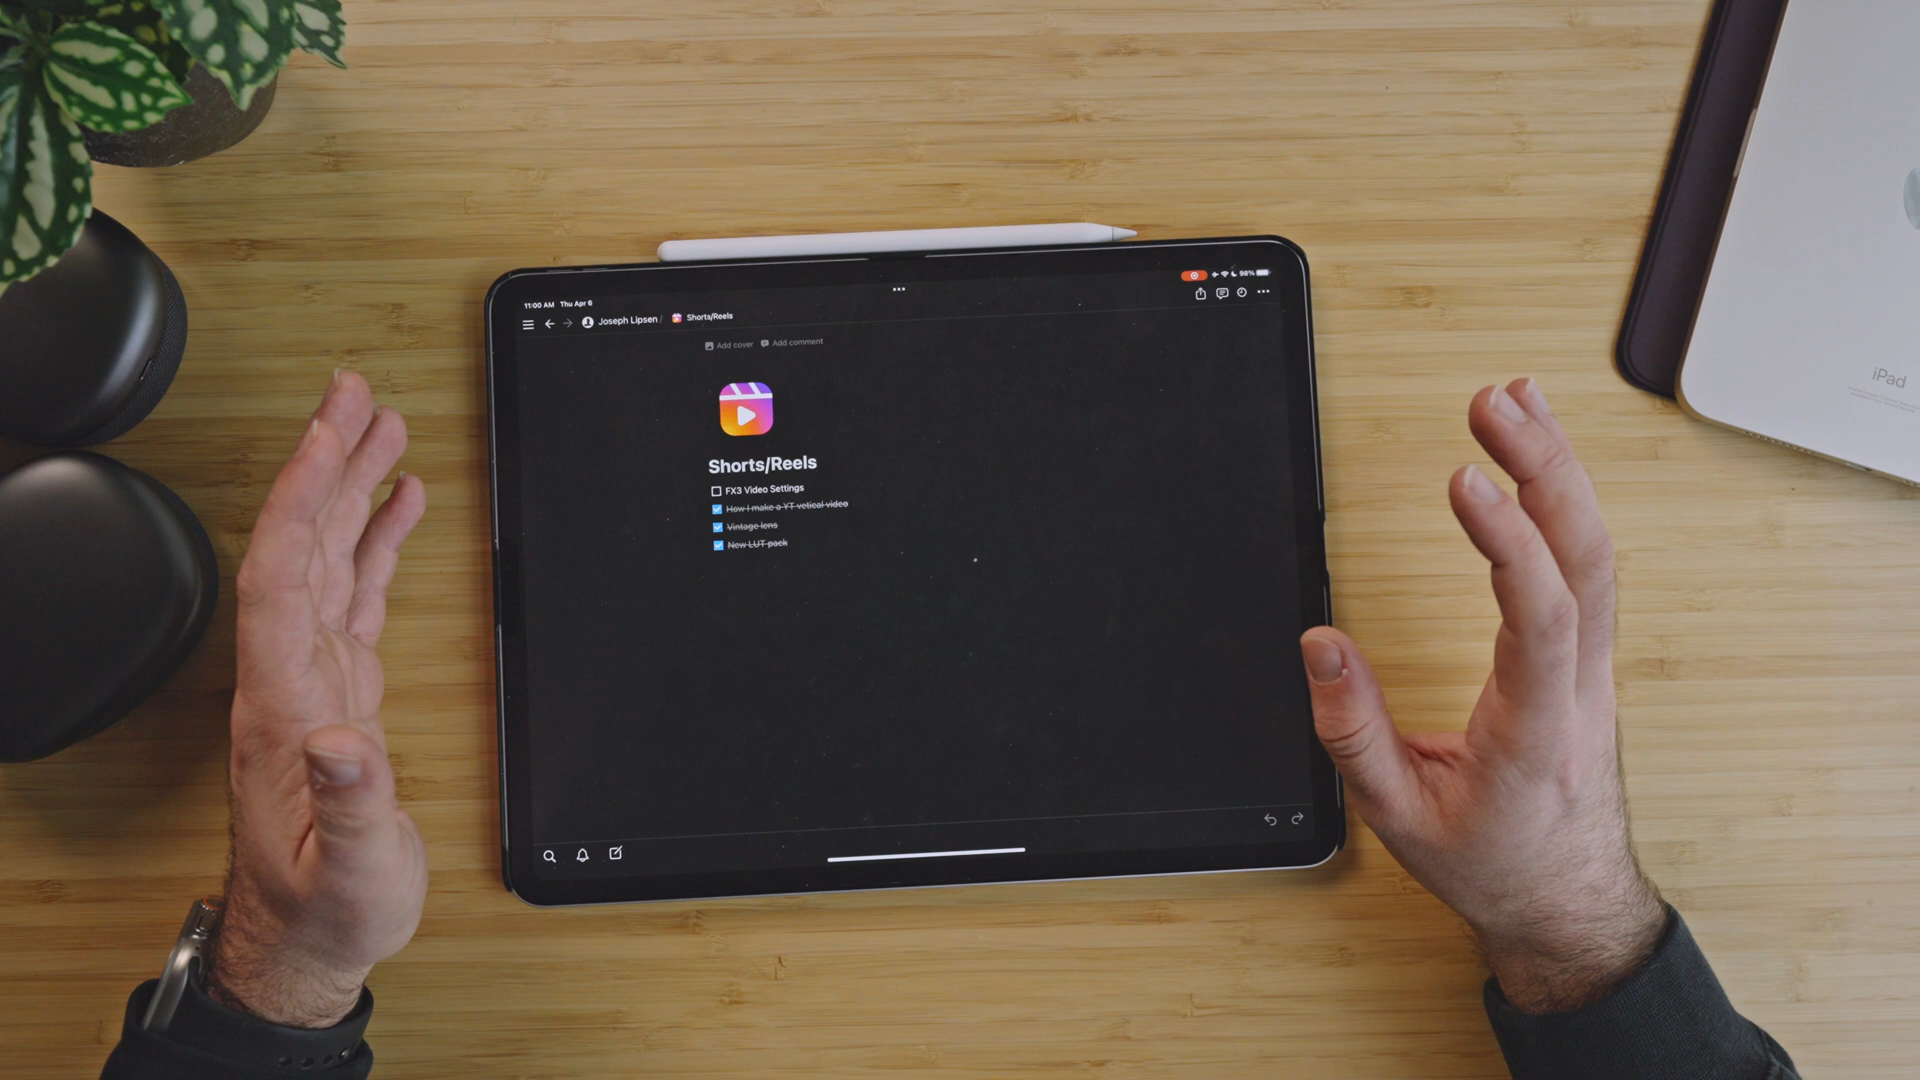 11:00 AM Thu Apr 6
98%
Joseph Lipsen / Shorts/Reels
Add cover Add comment
Shorts/Reels
FX3 Video Settings
How I make a YT vetical video
Vintage lens
New LUT pack
iPad